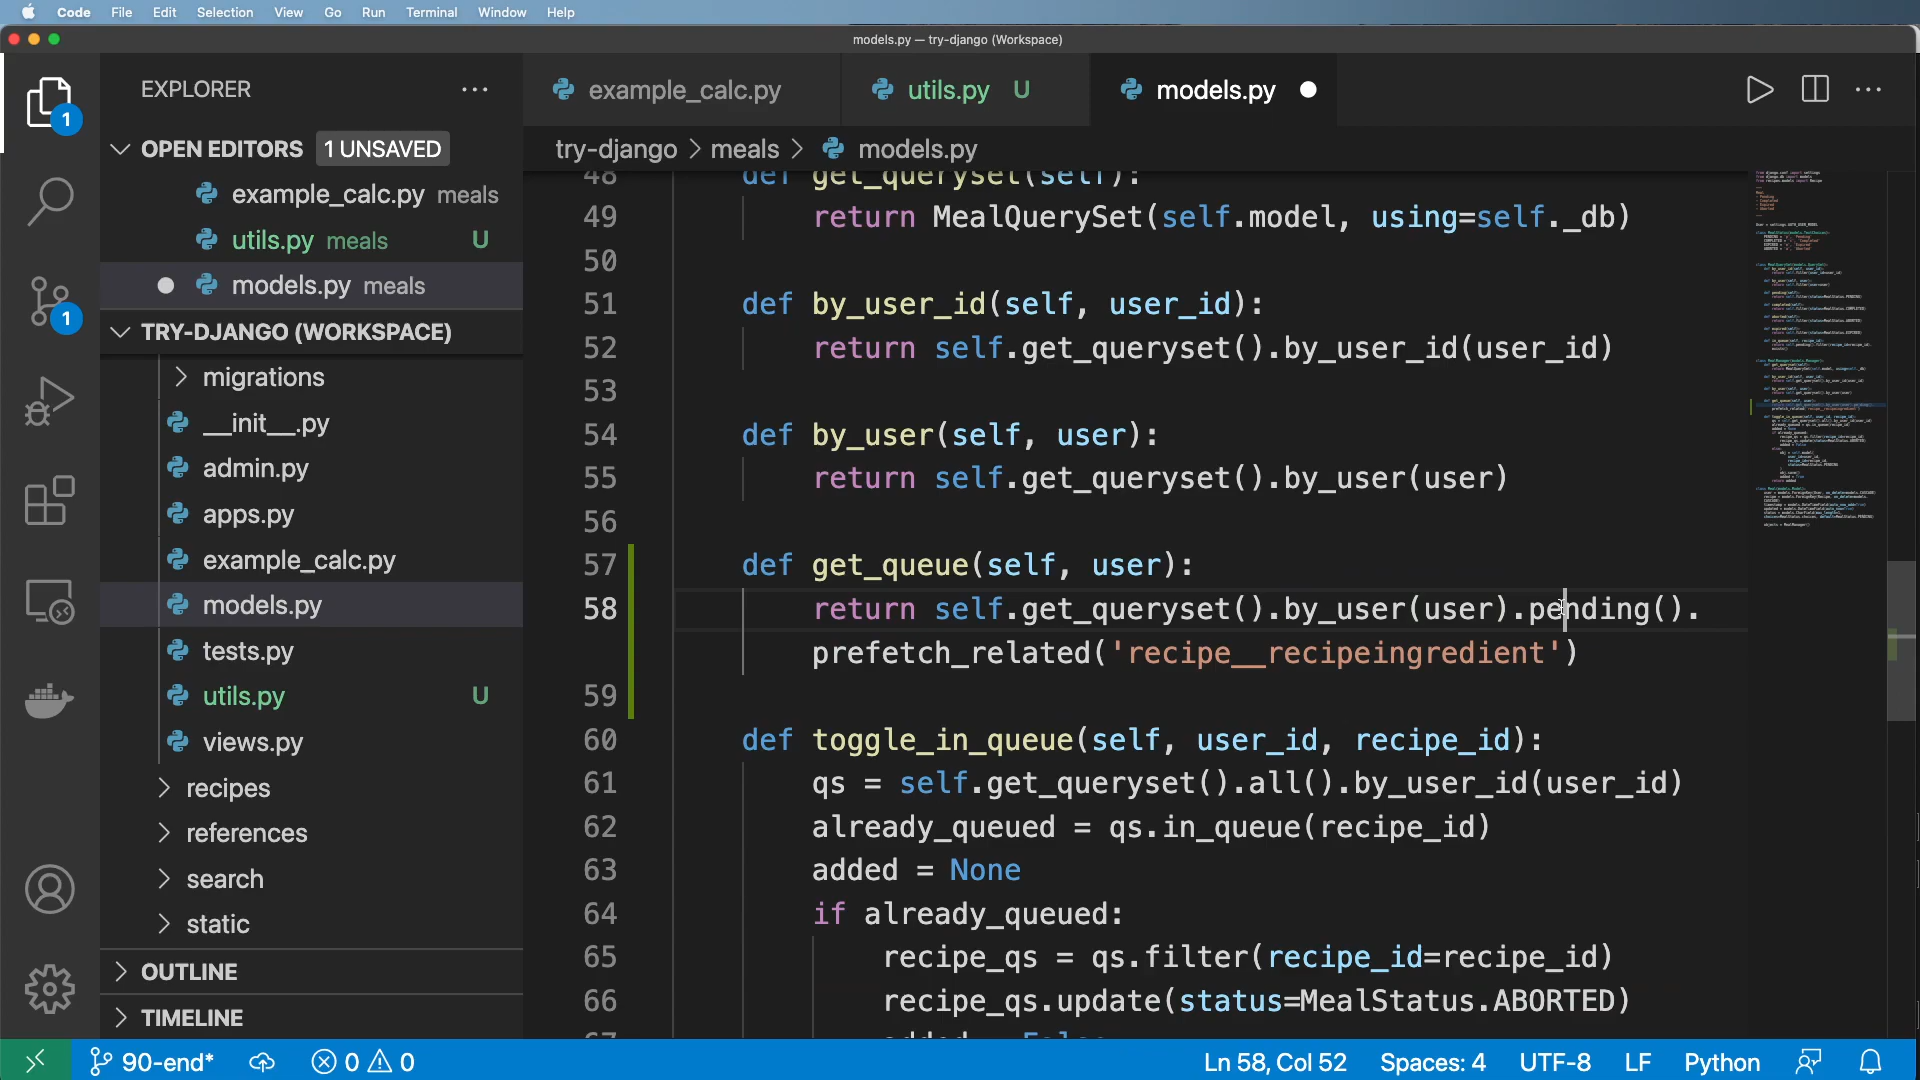 Code File Edit Selection View Go Run Terminal Window Help
models.py — try-django (Workspace)
EXPLORER
OPEN EDITORS 1 UNSAVED
example_calc.py meals
utils.py meals U
models.py meals
TRY-DJANGO (WORKSPACE)
migrations
__init__.py
admin.py
apps.py
example_calc.py
models.py
tests.py
utils.py U
views.py
recipes
references
search
static
OUTLINE
TIMELINE
1
1
example_calc.py utils.py U models.py
try-django > meals > models.py
48 def get_queryset(self):
49 return MealQuerySet(self.model, using=self._db)
50
51 def by_user_id(self, user_id):
52 return self.get_queryset().by_user_id(user_id)
53
54 def by_user(self, user):
55 return self.get_queryset().by_user(user)
56
57 def get_queue(self, user):
58 return self.get_queryset().by_user(user).pending().
prefetch_related('recipe__recipeingredient')
59
60 def toggle_in_queue(self, user_id, recipe_id):
61 qs = self.get_queryset().all().by_user_id(user_id)
62 already_queued = qs.in_queue(recipe_id)
63 added = None
64 if already_queued:
65 recipe_qs = qs.filter(recipe_id=recipe_id)
66 recipe_qs.update(status=MealStatus.ABORTED)
67 added = False
90-end* 0 0 Ln 58, Col 52 Spaces: 4 UTF-8 LF Python